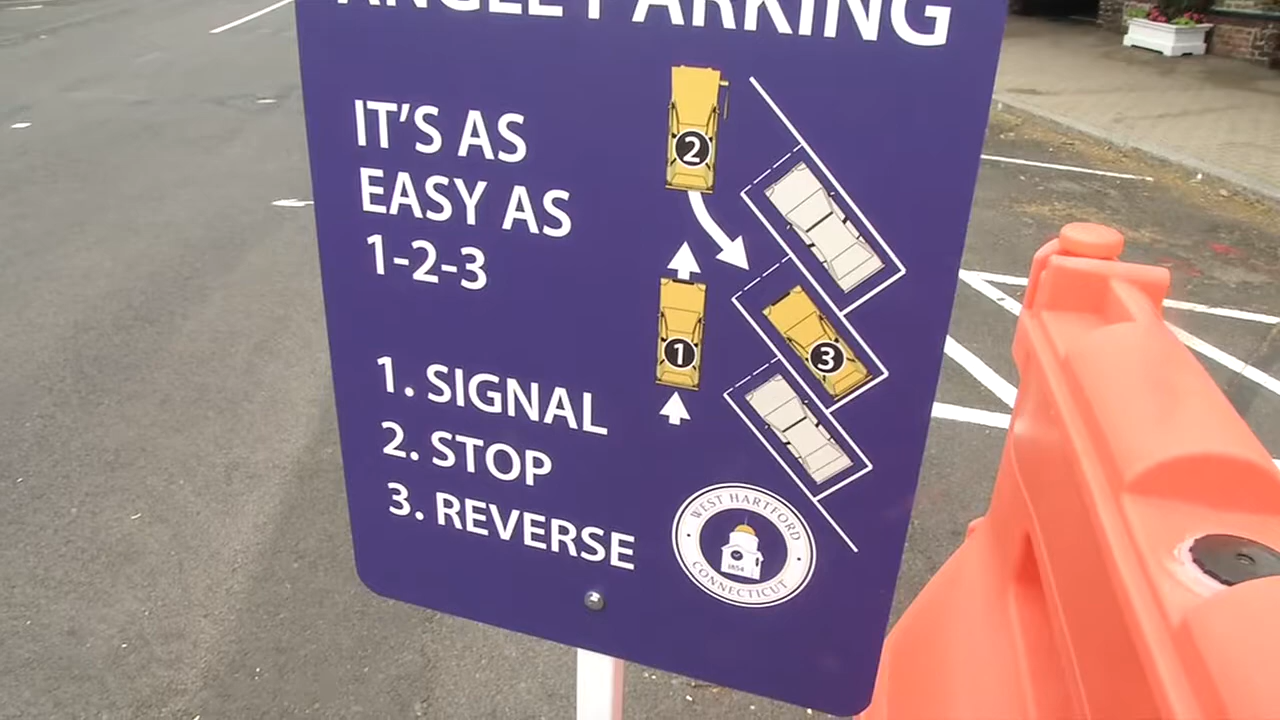 ANGLE PARKING
IT'S AS
EASY AS
1-2-3
2
1
3
1. SIGNAL
2. STOP
3. REVERSE
WEST HARTFORD
1854
CONNECTICUT